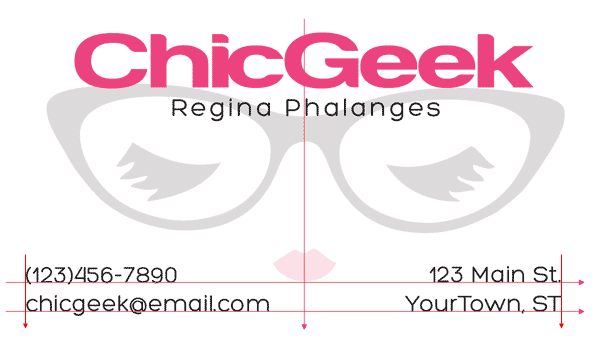 ChicGeek
Regina Phalanges
(123)456-7890 123 Main St.
chicgeek@email.com YourTown, ST